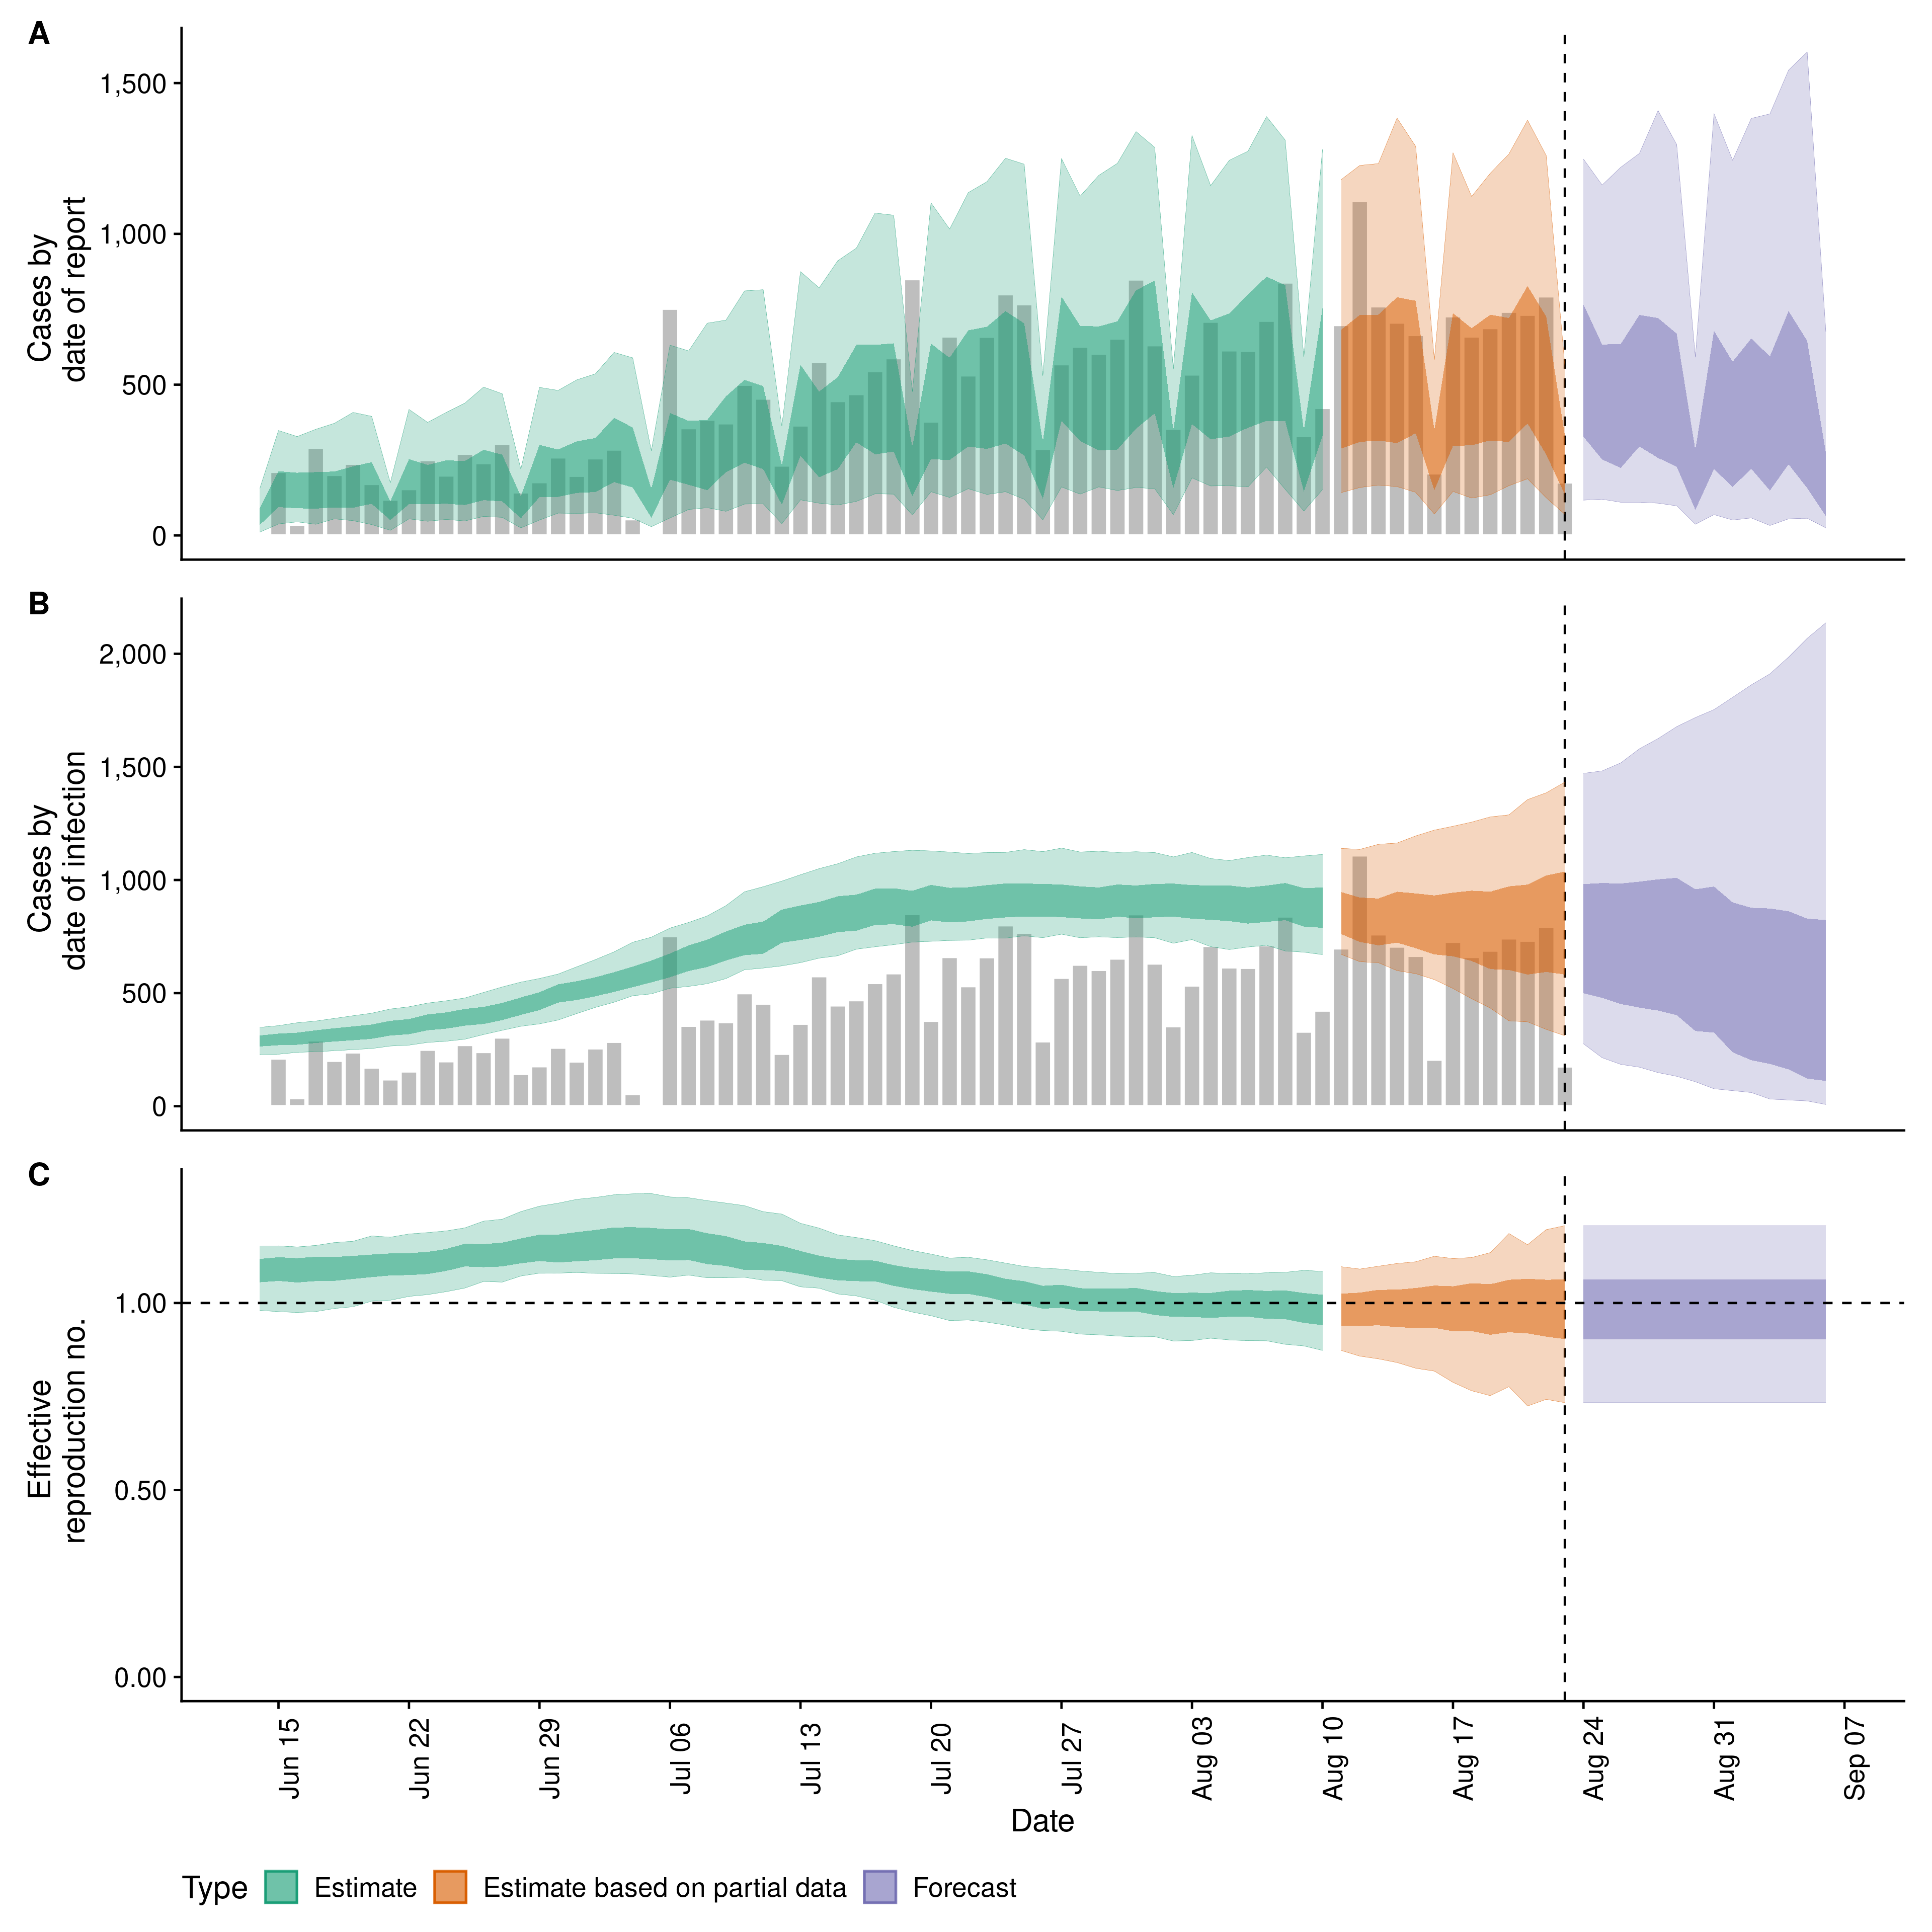 A
Cases by
date of report
1,500
1,000
500
0
B
Cases by
date of infection
2,000
1,500
1,000
500
0
C
Effective
reproduction no.
1.00
0.50
0.00
Jun 15
Jun 22
Jun 29
Jul 06
Jul 13
Jul 20
Jul 27
Aug 03
Aug 10
Aug 17
Aug 24
Aug 31
Sep 07
Date
Type Estimate Estimate based on partial data Forecast